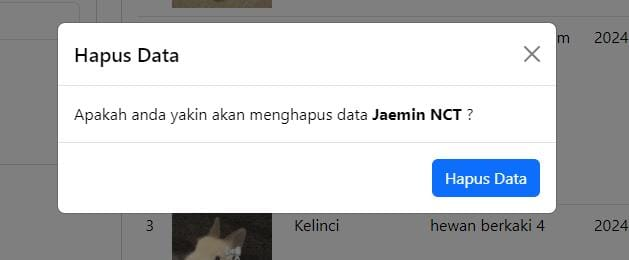 m 2024
Hapus Data
Apakah anda yakin akan menghapus data Jaemin NCT ?
Hapus Data
3 Kelinci hewan berkaki 4 2024